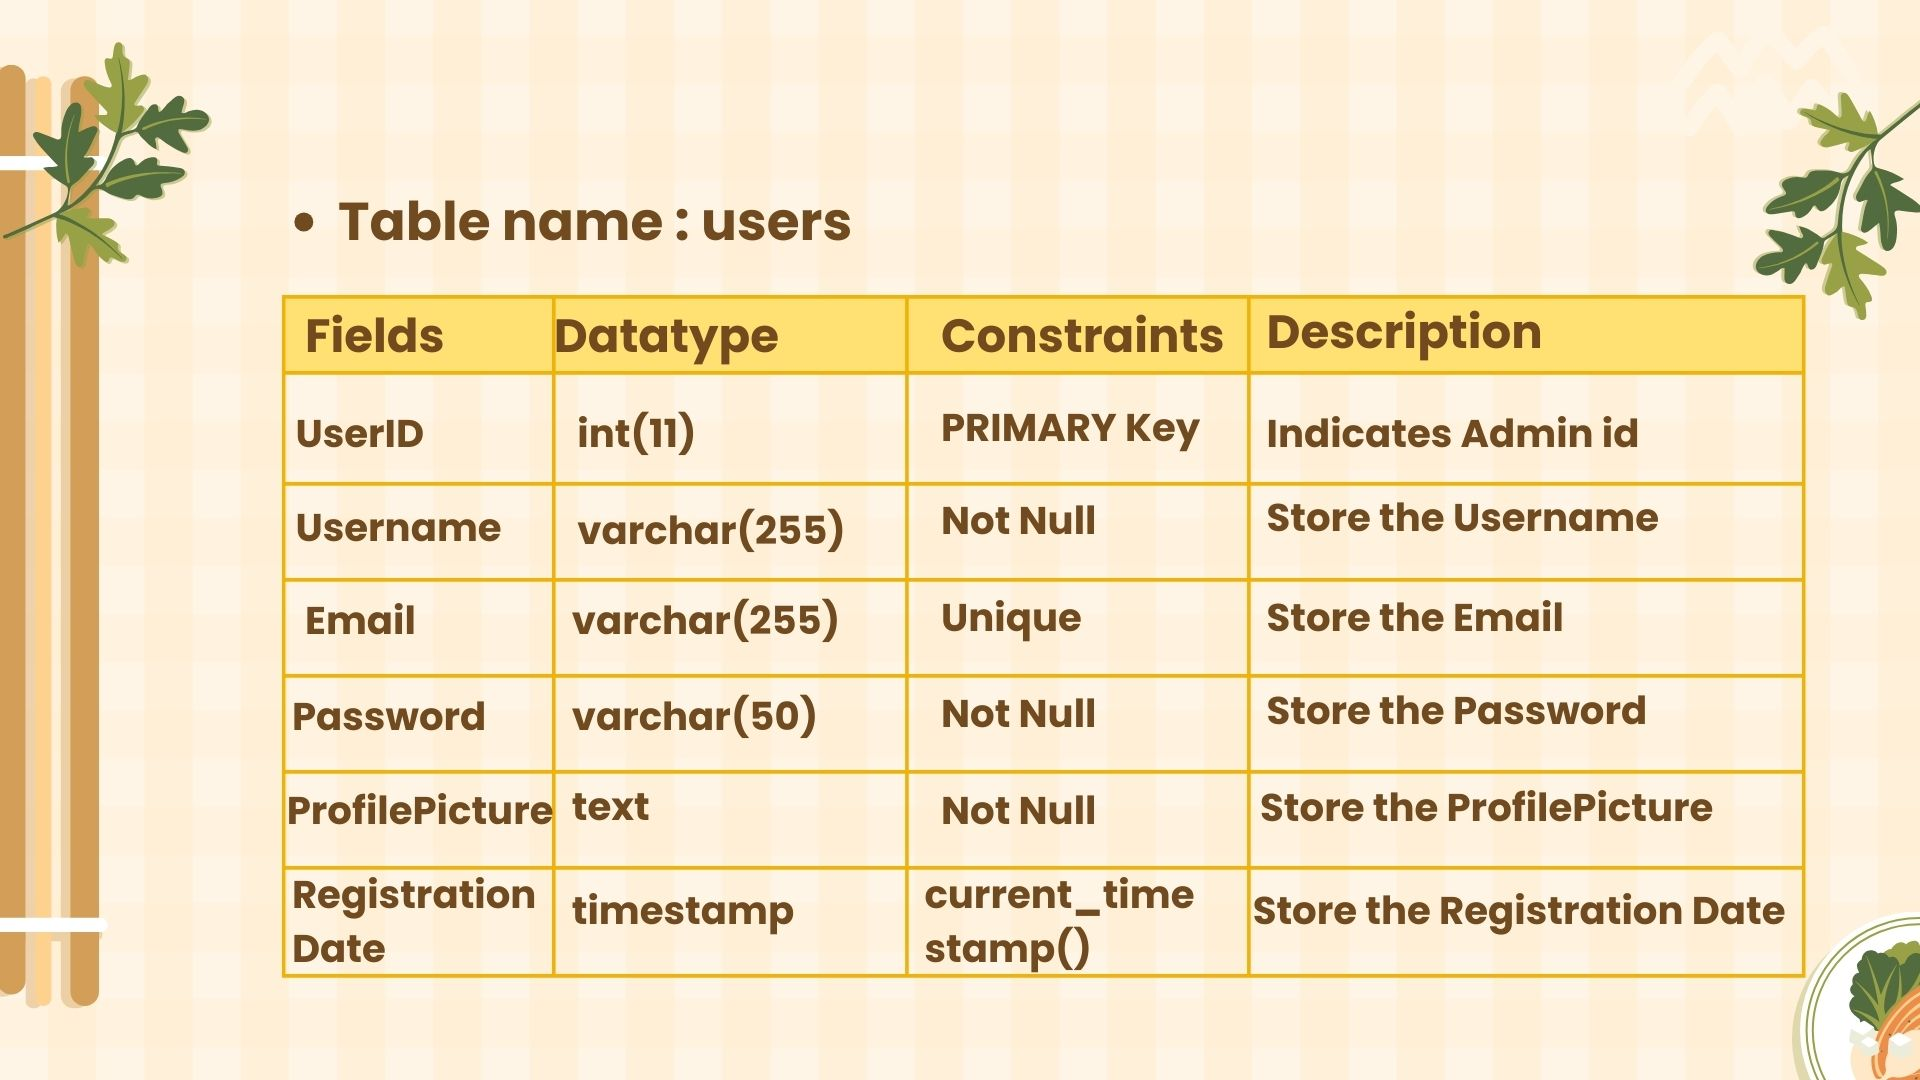 • Table name : users
Fields Datatype Constraints Description
UserID int(11) PRIMARY Key Indicates Admin id
Username varchar(255) Not Null Store the Username
Email varchar(255) Unique Store the Email
Password varchar(50) Not Null Store the Password
ProfilePicture text Not Null Store the ProfilePicture
Registration
Date
timestamp
current_time
stamp()
Store the Registration Date